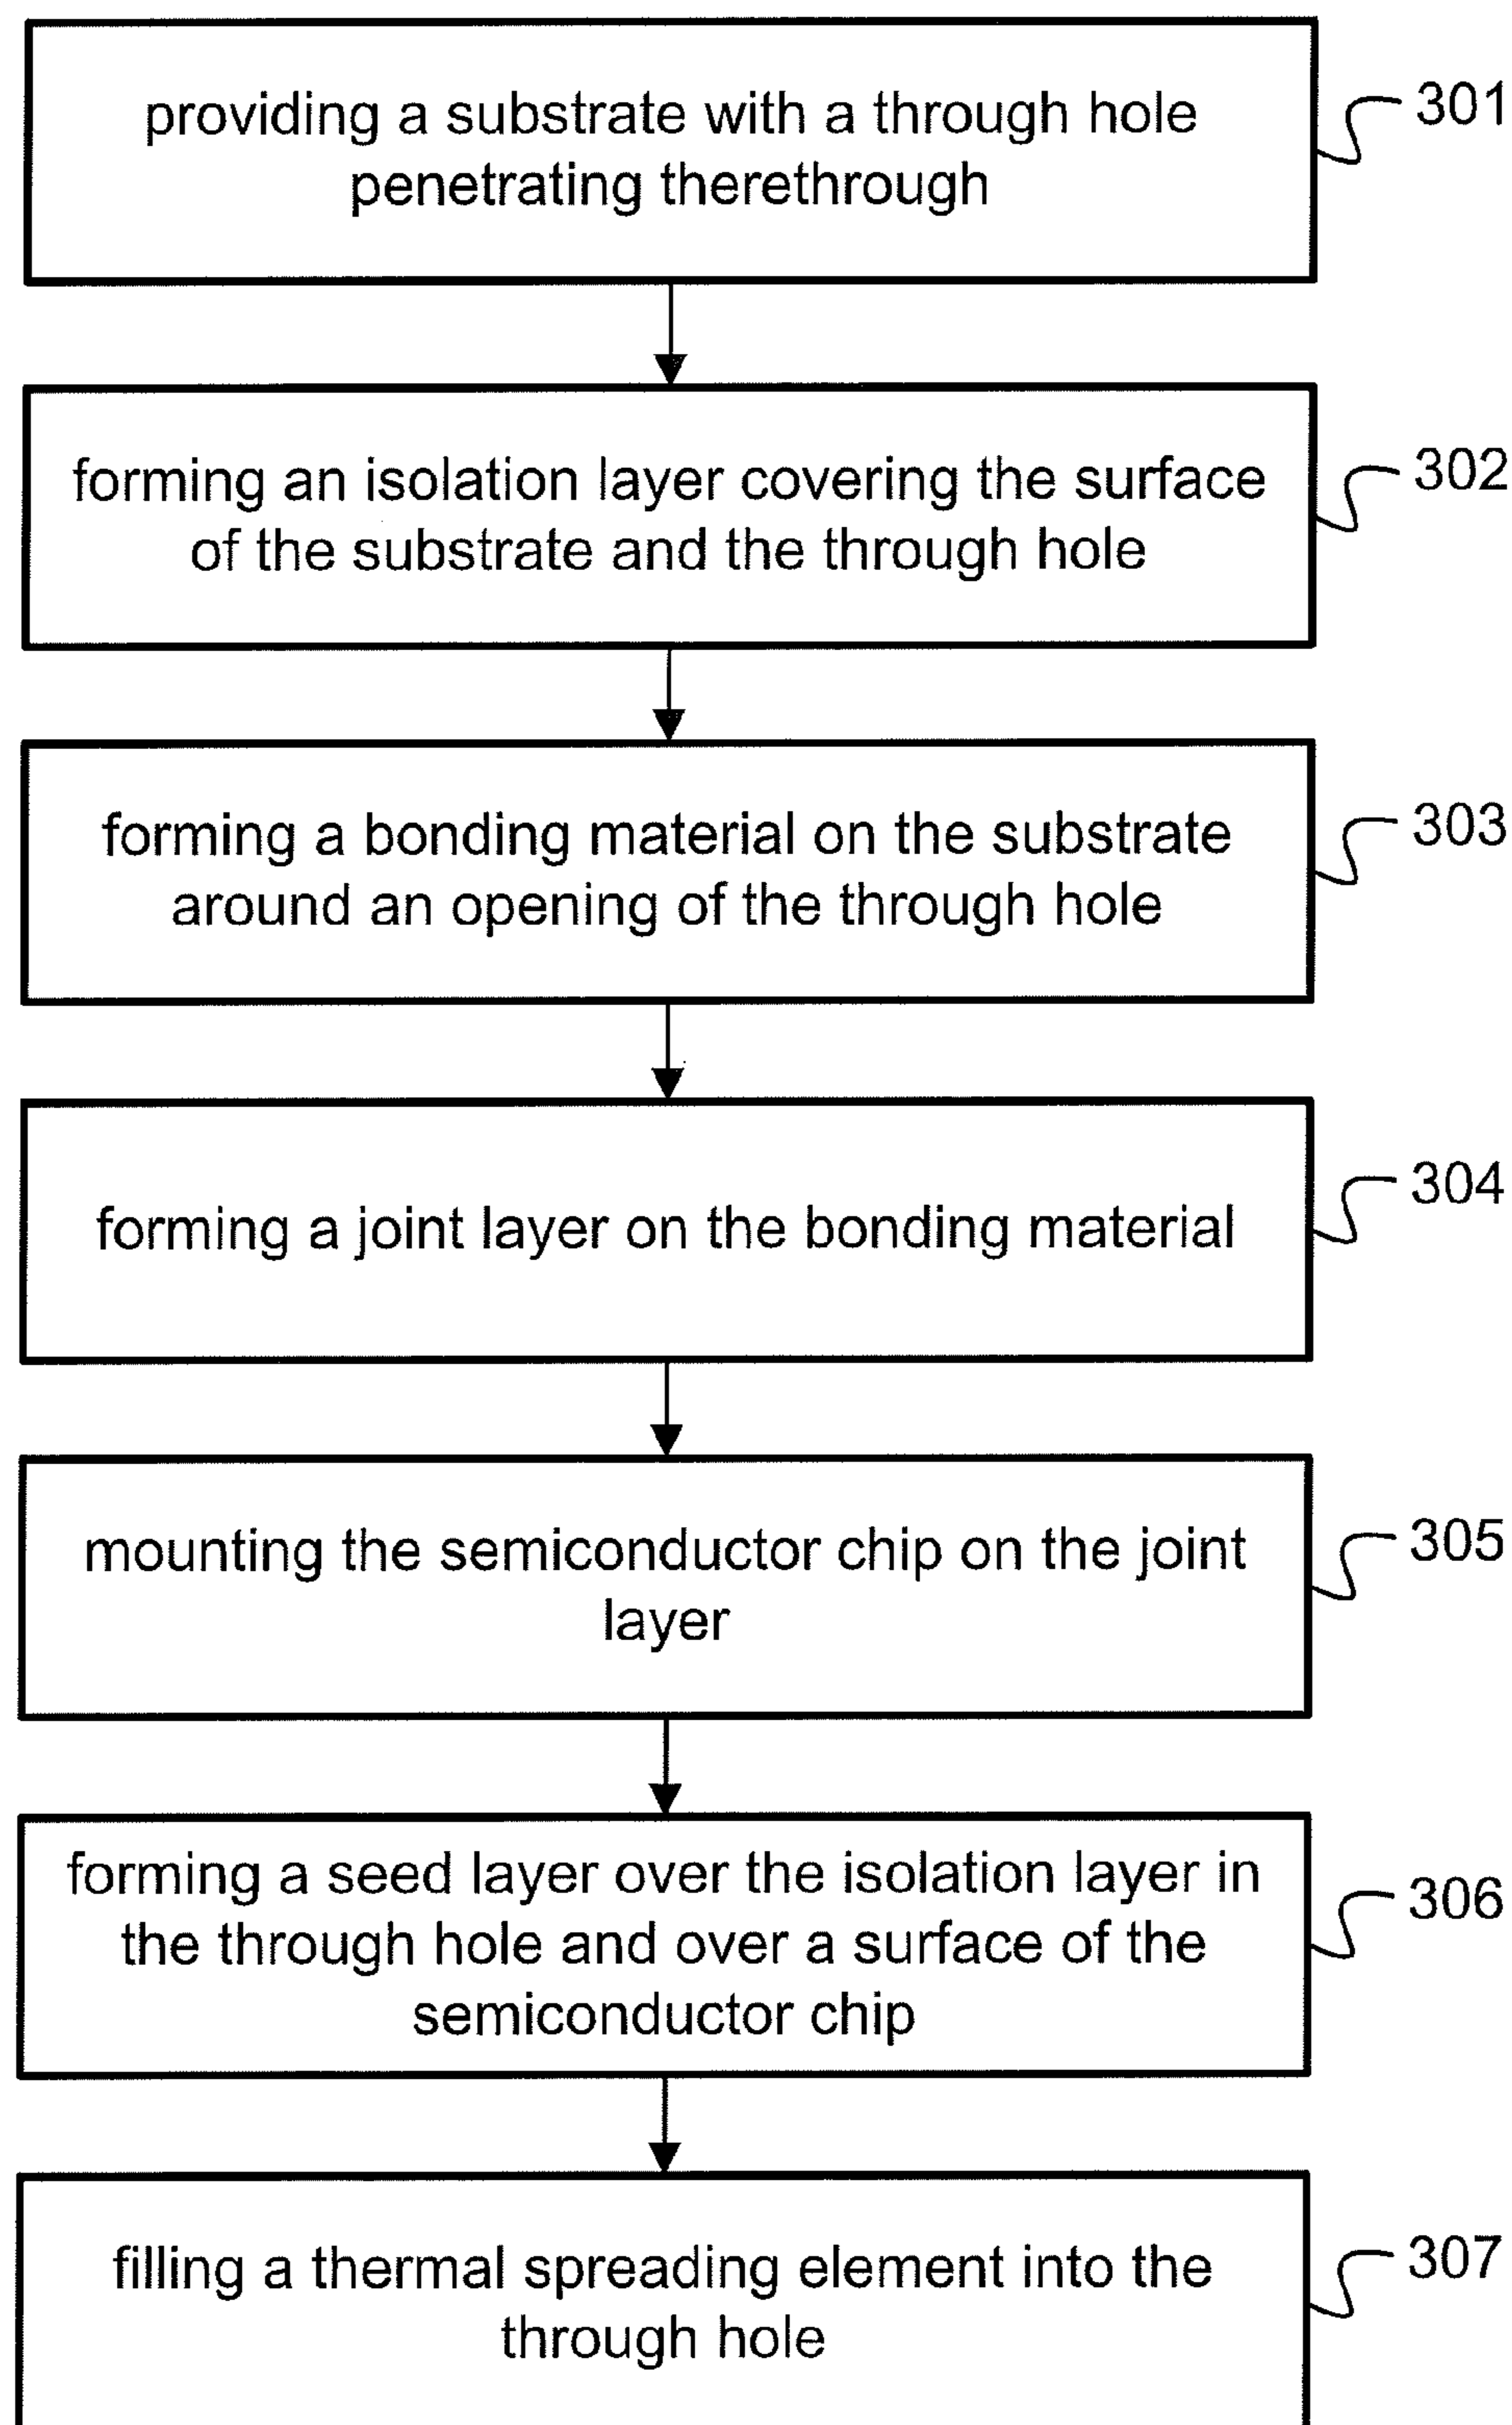 providing a substrate with a through hole
penetrating therethrough
301
forming an isolation layer covering the surface
of the substrate and the through hole
302
forming a bonding material on the substrate
around an opening of the through hole
303
forming a joint layer on the bonding material
304
mounting the semiconductor chip on the joint
layer
305
forming a seed layer over the isolation layer in
the through hole and over a surface of the
semiconductor chip
306
filling a thermal spreading element into the
through hole
307